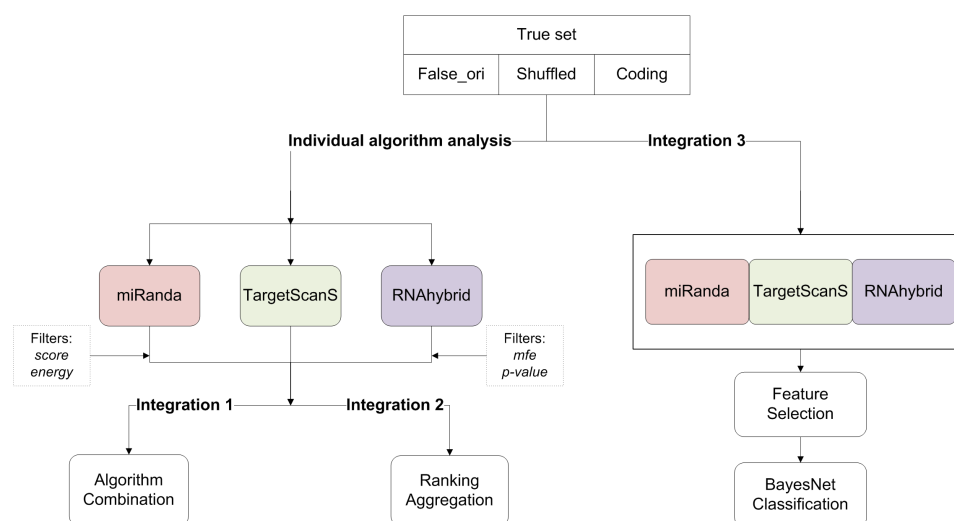 True set
False_ori
Shuffled
Coding
Individual algorithm analysis
Integration 3
miRanda
TargetScanS
RNAhybrid
miRanda
TargetScanS
RNAhybrid
Filters:
score
energy
Filters:
mfe
p-value
Integration 1
Integration 2
Feature
Selection
Algorithm
Combination
Ranking
Aggregation
BayesNet
Classification